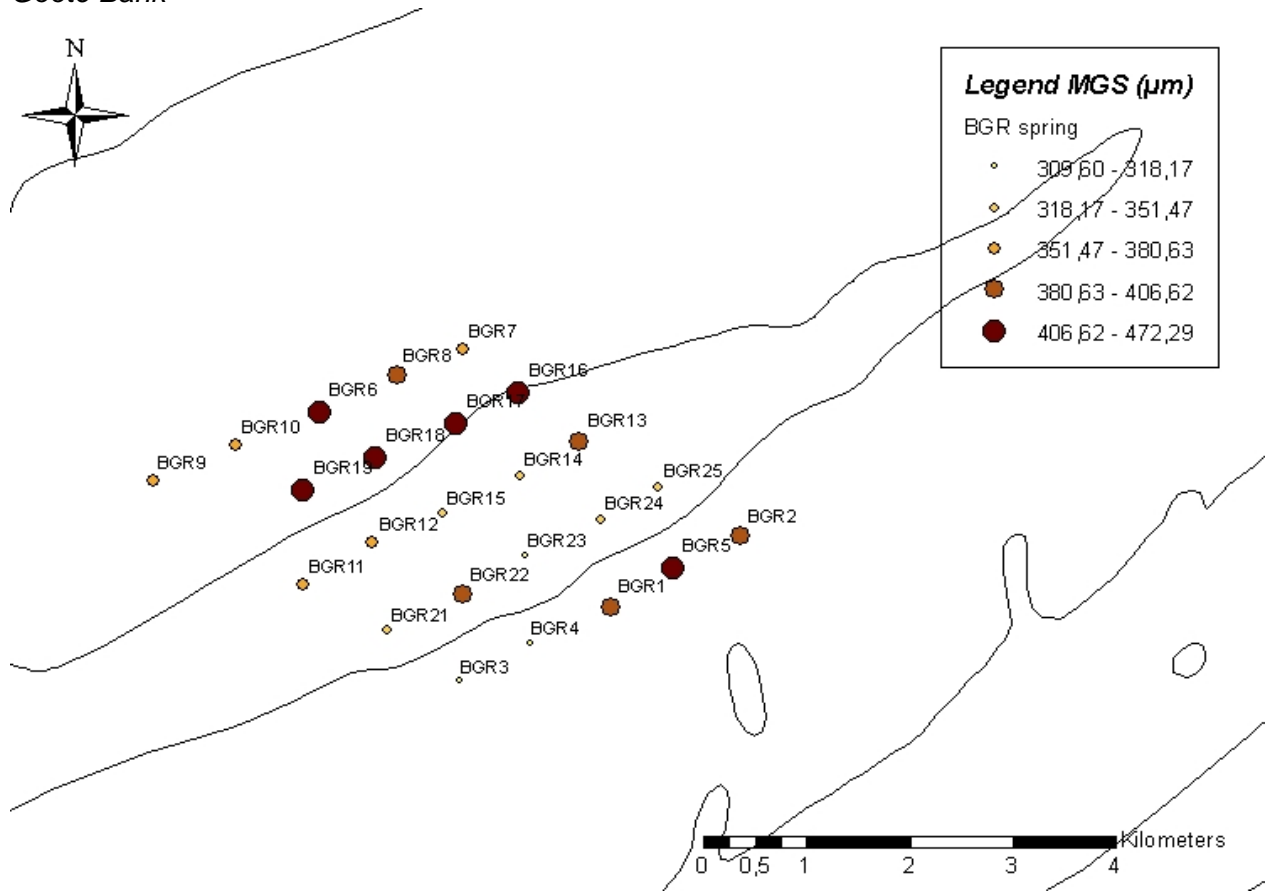 Goote Bank
N
Legend MGS (µm)
BGR spring
309,60 - 318,17
318,17 - 351,47
351,47 - 380,63
380,63 - 406,62
406,62 - 472,29
BGR7
BGR8
BGR16
BGR6
BGR17
BGR13
BGR10
BGR18
BGR9
BGR19
BGR14
BGR25
BGR15
BGR24
BGR12
BGR2
BGR23
BGR5
BGR11
BGR22
BGR1
BGR21
BGR4
BGR3
Kilometers
0 0,5 1 2 3 4